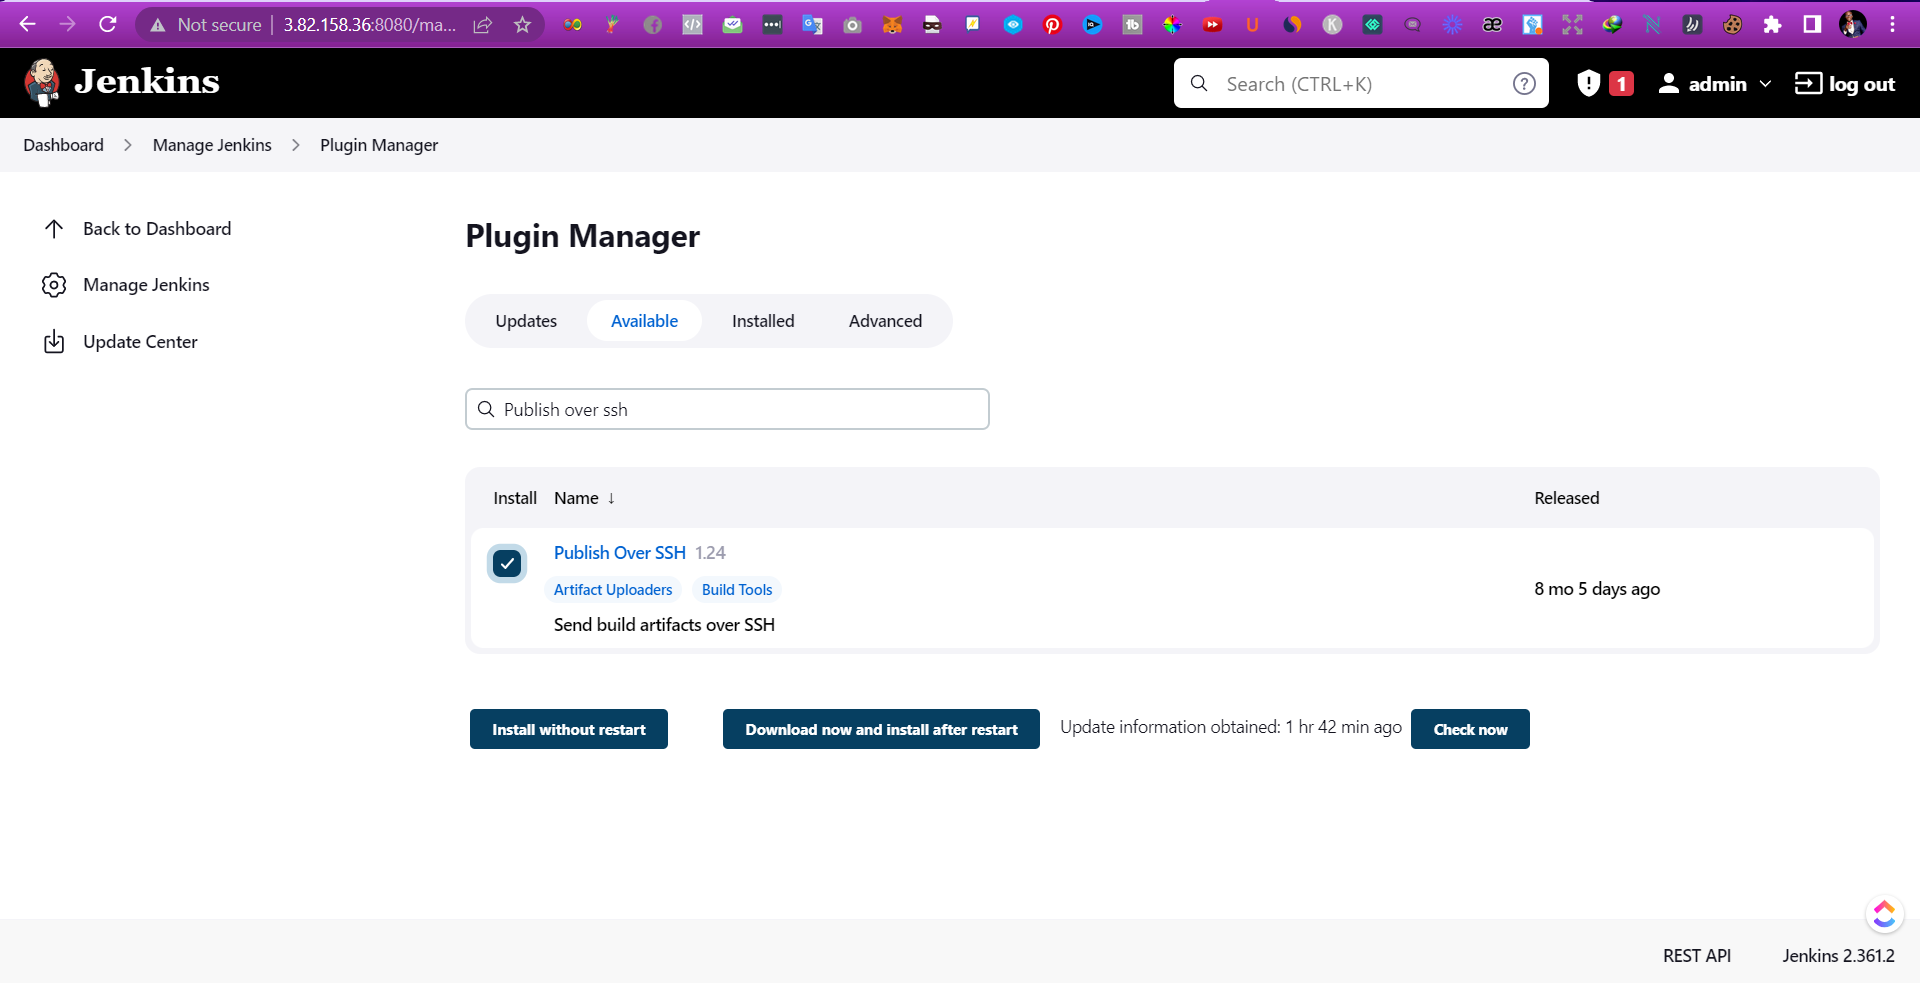 Not secure | 3.82.158.36:8080/ma...
Jenkins
Search (CTRL+K)
1
admin
log out
Dashboard > Manage Jenkins > Plugin Manager
Back to Dashboard
Manage Jenkins
Update Center
Plugin Manager
Updates Available Installed Advanced
Publish over ssh
Install Name ↓ Released
Publish Over SSH 1.24
Artifact Uploaders Build Tools
Send build artifacts over SSH
8 mo 5 days ago
Install without restart
Download now and install after restart
Update information obtained: 1 hr 42 min ago
Check now
REST API Jenkins 2.361.2